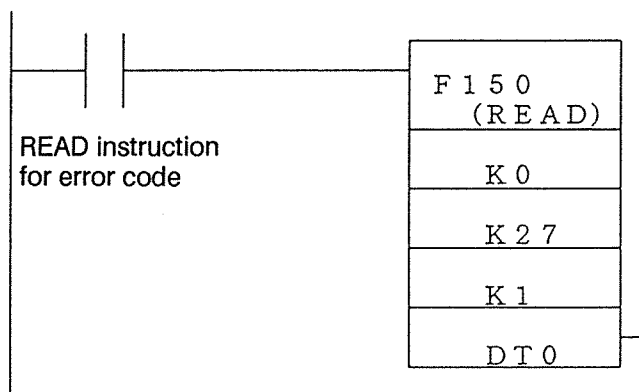 F150
(READ)
READ instruction
for error code
K0
K27
K1
DT0